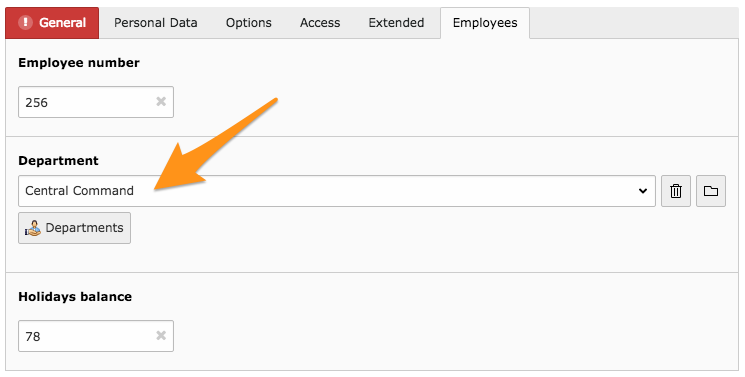 General Personal Data Options Access Extended Employees
Employee number
256
Department
Central Command
Departments
Holidays balance
78